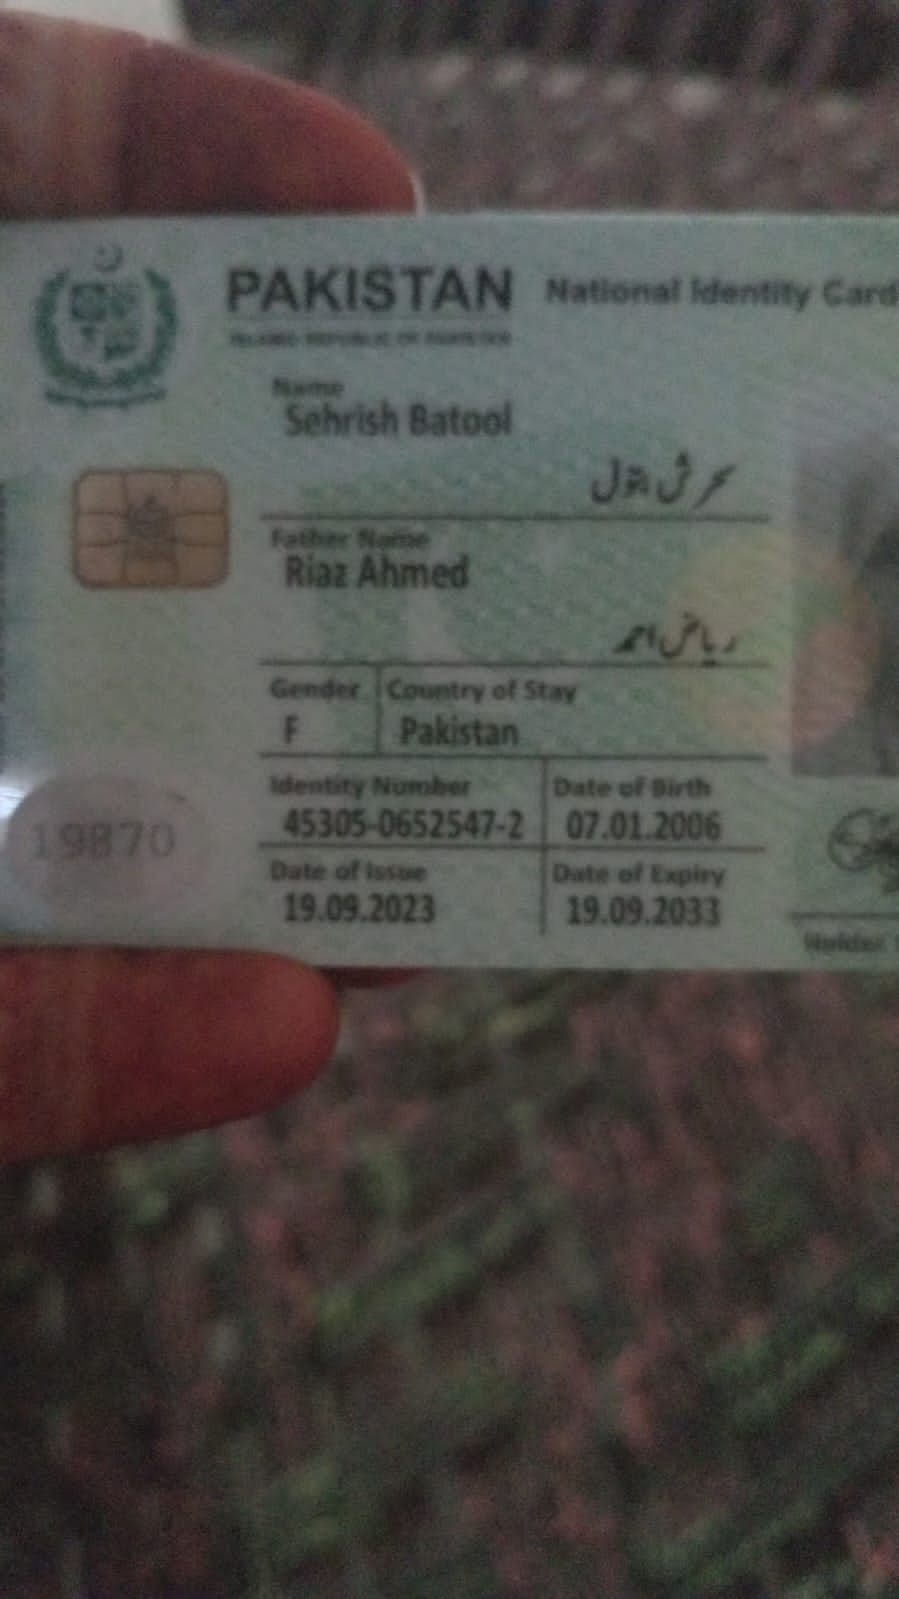 PAKISTAN National Identity Card
ISLAMIC REPUBLIC OF PAKISTAN
Name
Sehrish Batool
سحرش بتول
Father Name
Riaz Ahmed
ریاض احمد
Gender Country of Stay
F Pakistan
Identity Number Date of Birth
45305-0652547-2 07.01.2006
19870
Date of Issue Date of Expiry
19.09.2023 19.09.2033
Holder